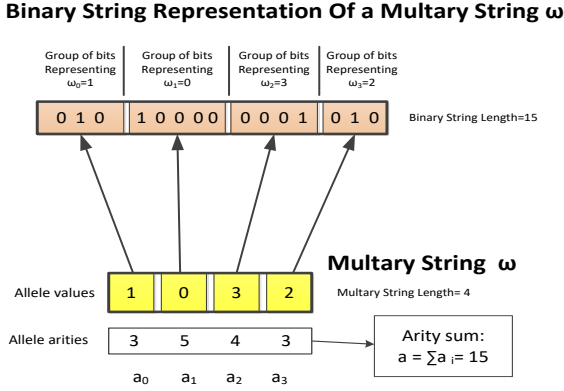 Binary String Representation Of a Multary String ω
Group of bits Group of bits Group of bits Group of bits
Representing Representing Representing Representing
ω0=1 ω1=0 ω2=3 ω3=2
0 1 0 1 0 0 0 0 0 0 0 1 0 1 0
Binary String Length=15
Multary String ω
Allele values 1 0 3 2 Multary String Length= 4
Allele arities 3 5 4 3
Arity sum:
a = ∑a i= 15
a0 a1 a2 a3